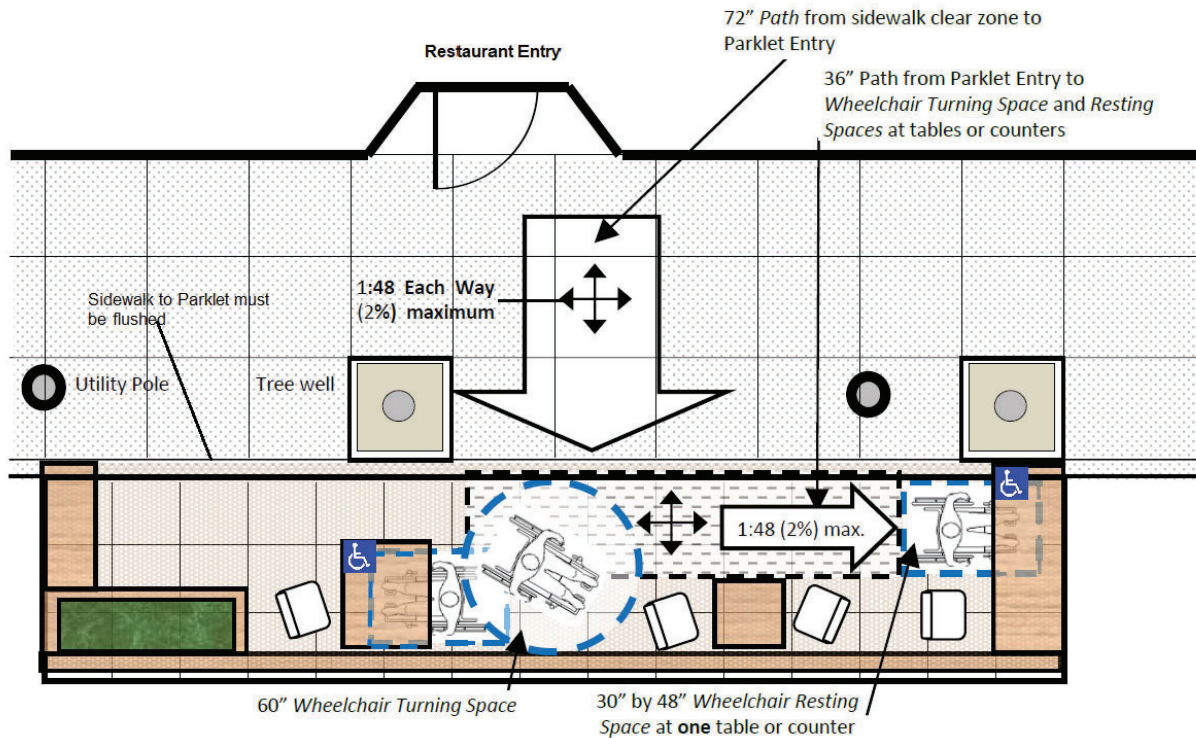 72” Path from sidewalk clear zone to
Parklet Entry
Restaurant Entry
36” Path from Parklet Entry to
Wheelchair Turning Space and Resting
Spaces at tables or counters
1:48 Each Way
(2%) maximum
Sidewalk to Parklet must
be flushed
Utility Pole
Tree well
1:48 (2%) max.
60” Wheelchair Turning Space
30” by 48” Wheelchair Resting
Space at one table or counter